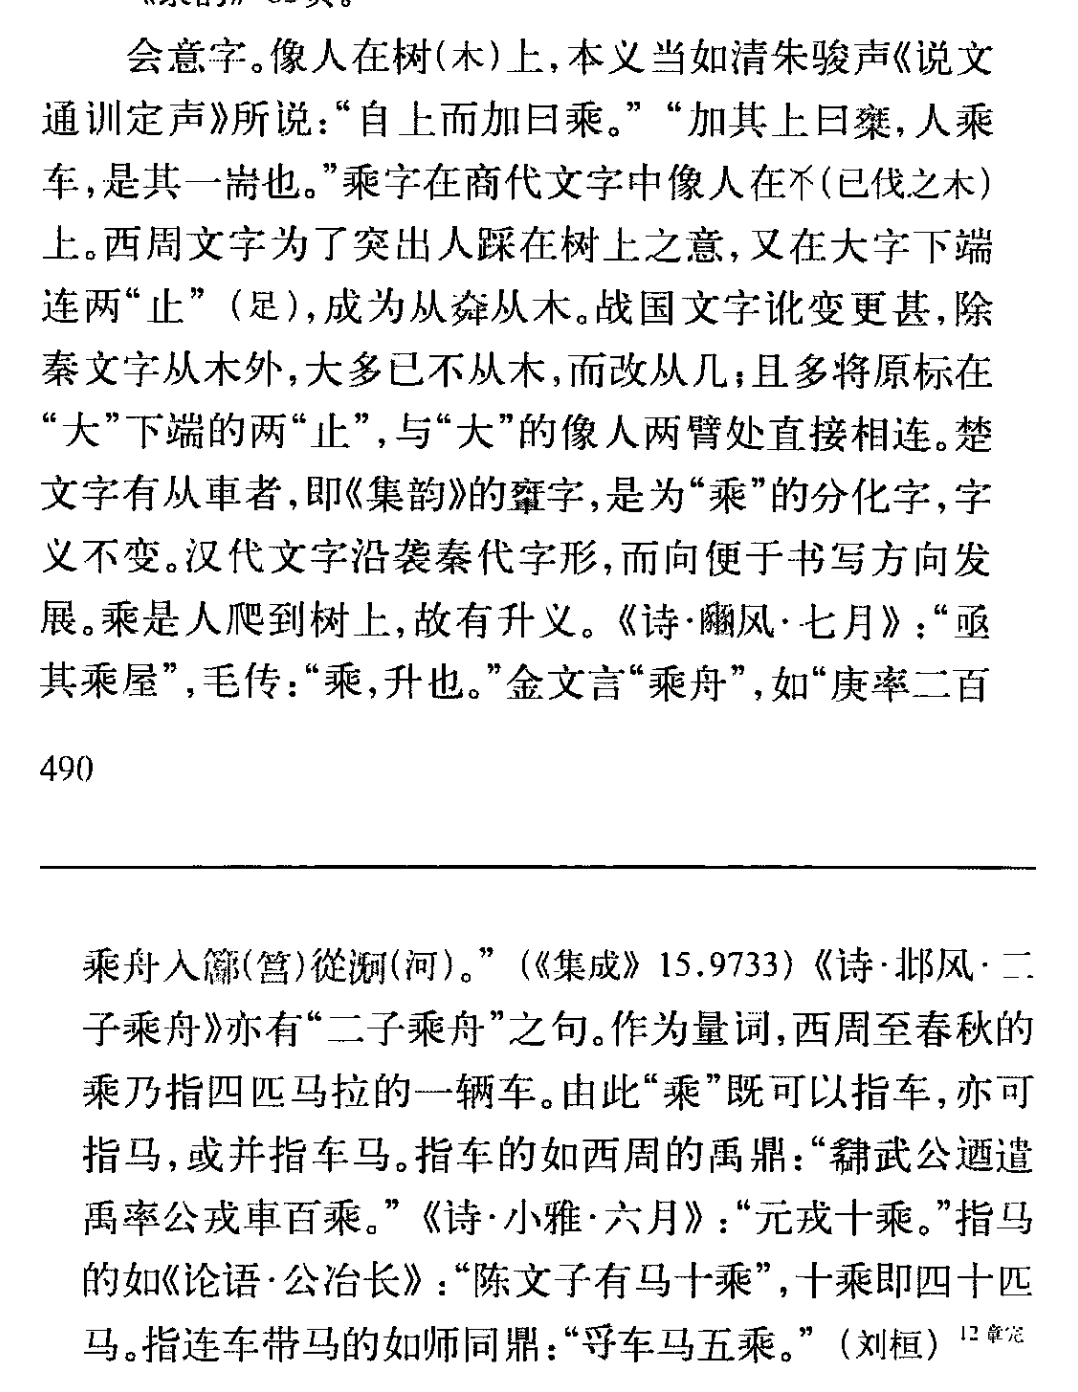 会意字。像人在树(木)上,本义当如清朱骏声《说文
通训定声》所说:“自上而加曰乘。”“加其上曰椉,人乘
车,是其一耑也。”乘字在商代文字中像人在不(已伐之木)
上。西周文字为了突出人踩在树上之意,又在大字下端
连两“止”(足),成为从舛从木。战国文字讹变更甚,除
秦文字从木外,大多已不从木,而改从几;且多将原标在
“大”下端的两“止”,与“大”的像人两臂处直接相连。楚
文字有从車者,即《集韵》的字,是为“乘”的分化字,字
义不变。汉代文字沿袭秦代字形,而向便于书写方向发
展。乘是人爬到树上,故有升义。《诗·豳风·七月》:“亟
其乘屋”,毛传:“乘,升也。”金文言“乘舟”,如“庚率二百
490
乘舟入(筥)從(河)。”(《集成》15.9733)《诗·邶风·二
子乘舟》亦有“二子乘舟”之句。作为量词,西周至春秋的
乘乃指四匹马拉的一辆车。由此“乘”既可以指车,亦可
指马,或并指车马。指车的如西周的禹鼎:“武公遒遣
禹率公戎車百乘。”《诗·小雅·六月》:“元戎十乘。”指马
的如《论语·公冶长》:“陈文子有马十乘”,十乘即四十匹
马。指连车带马的如师同鼎:“寽车马五乘。”(刘桓) 12章完